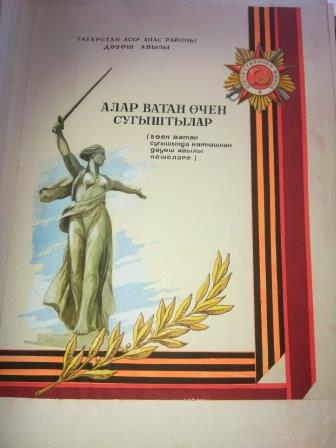 ТАТАРСТАН АССР АПАС РАЙОНЫ
ДӘҮЕШ АВЫЛЫ
АЛАР ВАТАН ӨЧЕН
СУГЫШТЫЛАР
(БӨЕК ВАТАН
СУГЫШЫНДА КАТНАШКАН
ДӘҮЕШ АВЫЛЫ
КЕШЕЛӘРЕ)